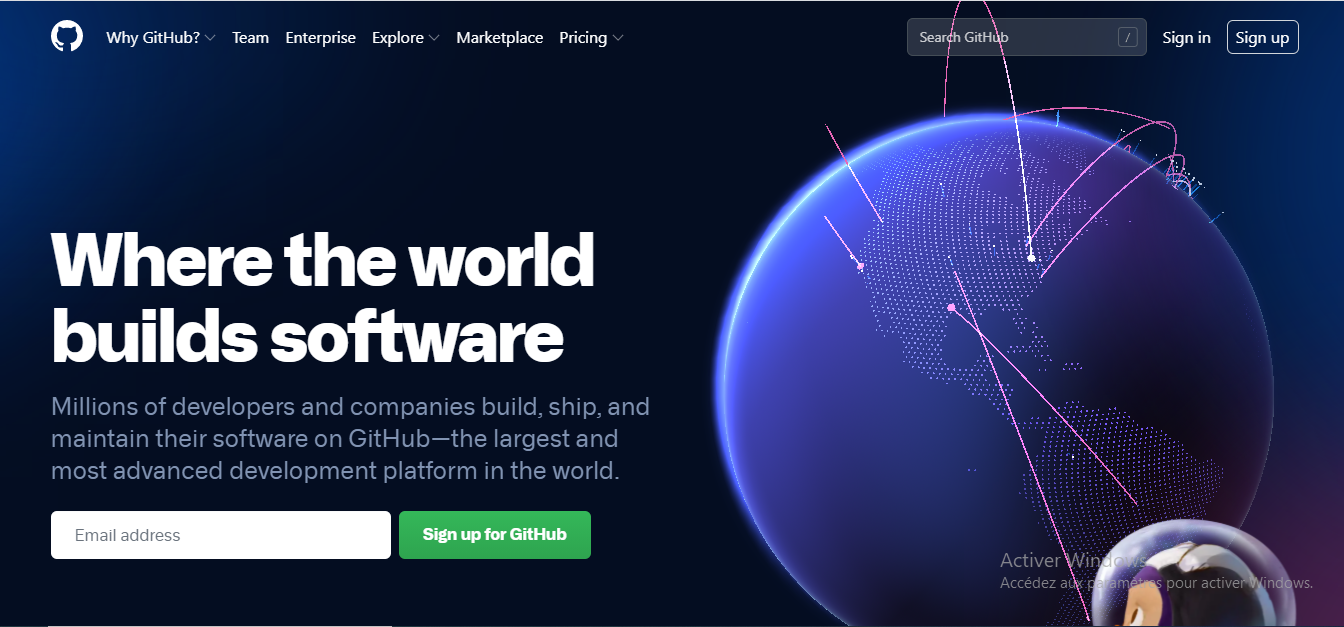 Why GitHub?
Team
Enterprise
Explore
Marketplace
Pricing
Search GitHub
/
Sign in
Sign up
Where the world
builds software
Millions of developers and companies build, ship, and
maintain their software on GitHub—the largest and
most advanced development platform in the world.
Email address
Sign up for GitHub
Activer Windows
Accédez aux paramètres pour activer Windows.